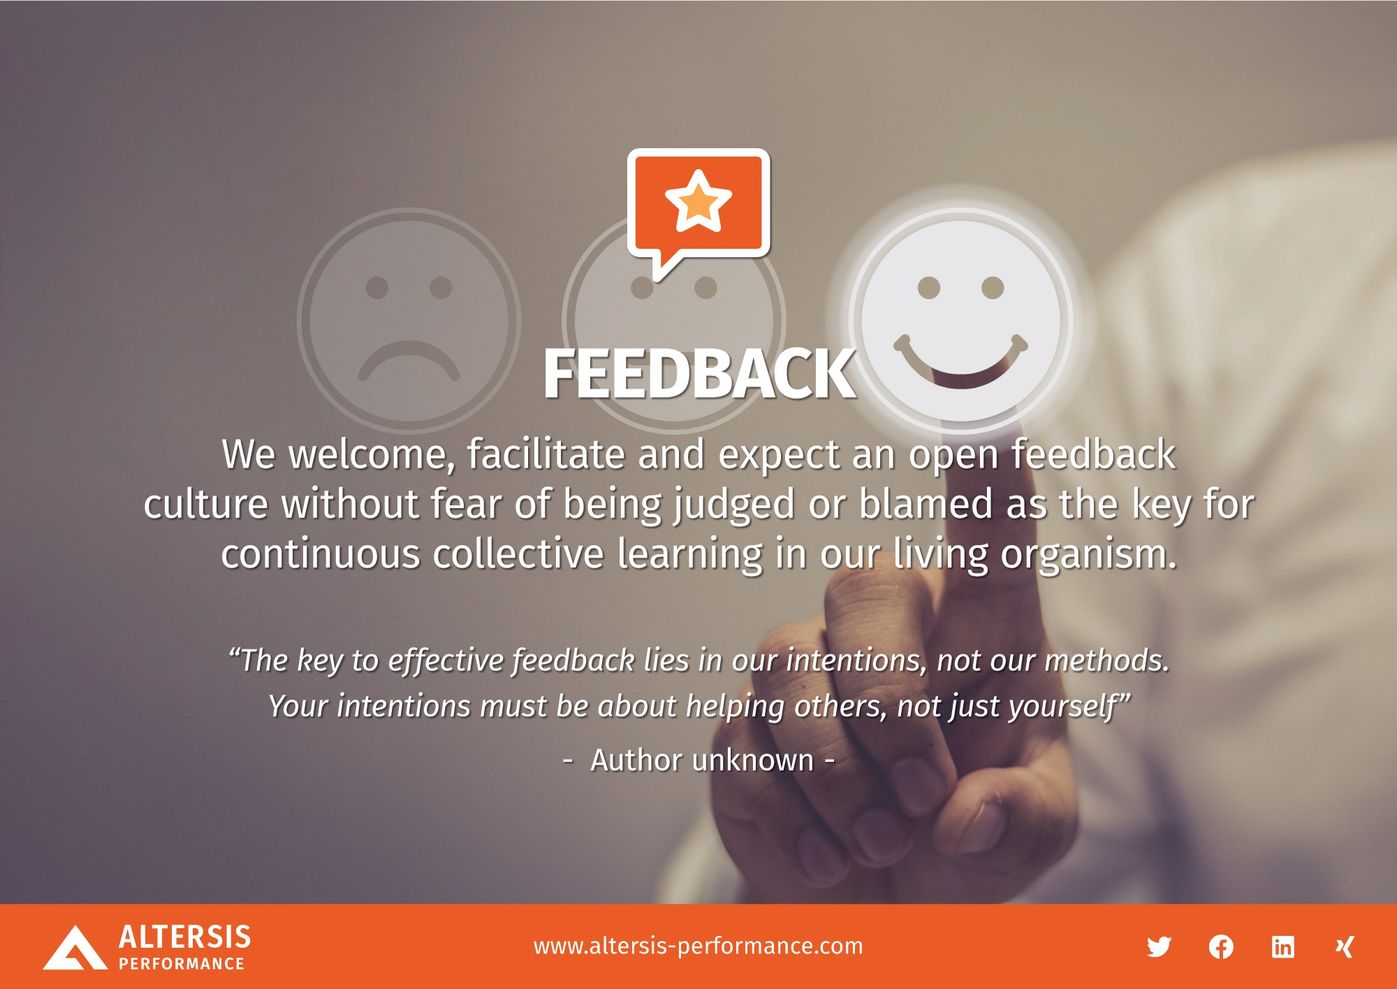 FEEDBACK
We welcome, facilitate and expect an open feedback
culture without fear of being judged or blamed as the key for
continuous collective learning in our living organism.
“The key to effective feedback lies in our intentions, not our methods.
Your intentions must be about helping others, not just yourself”
- Author unknown -
ALTERSIS
PERFORMANCE
www.altersis-performance.com